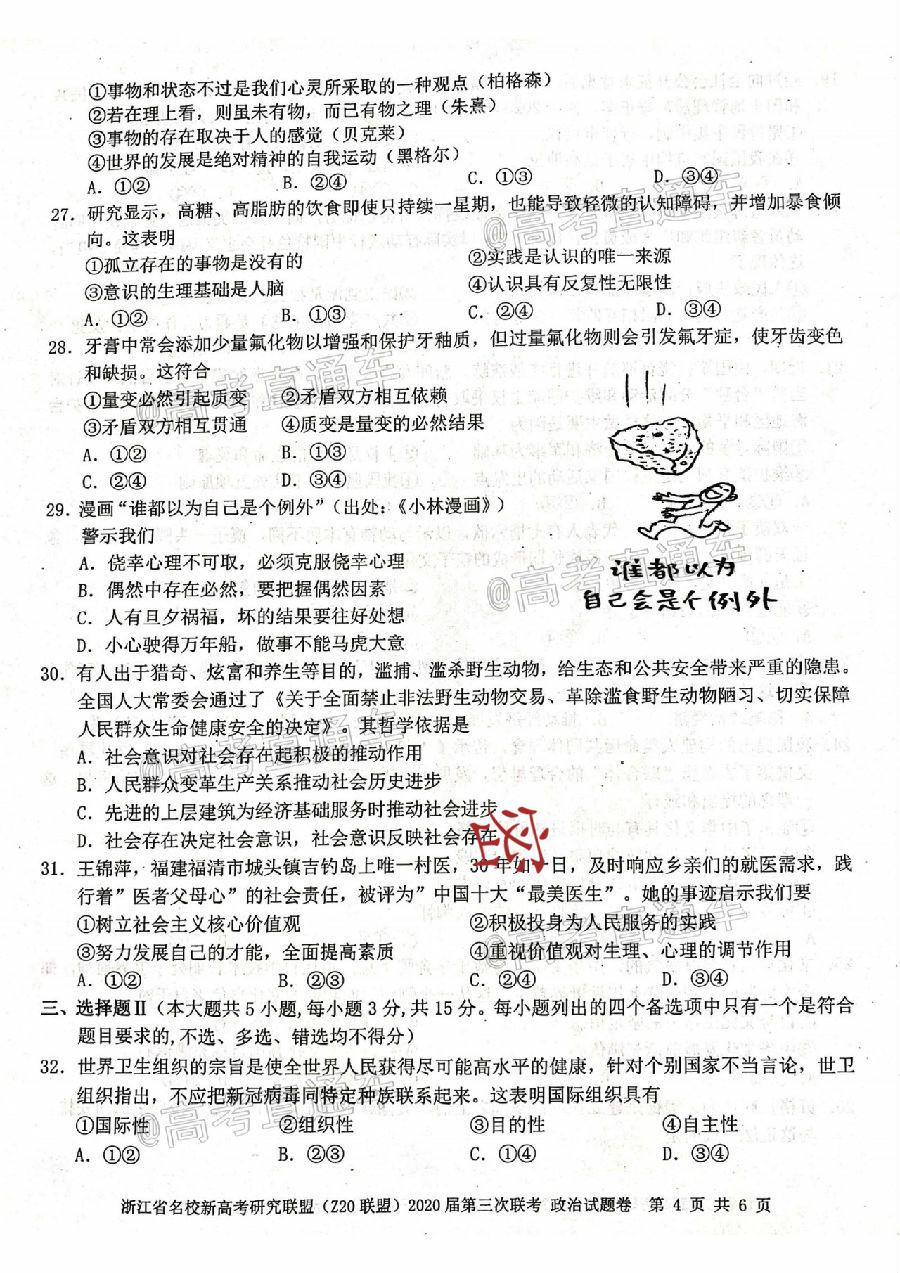 ①事物和状态不过是我们心灵所采取的一种观点（柏格森）
②若在理上看，则虽未有物，而已有物之理（朱熹）
③事物的存在取决于人的感觉（贝克莱）
④世界的发展是绝对精神的自我运动（黑格尔）
A．①② B．②④ C．①③ D．③④
27．研究显示，高糖、高脂肪的饮食即使只持续一星期，也能导致轻微的认知障碍，并增加暴食倾
向。这表明
①孤立存在的事物是没有的 ②实践是认识的唯一来源
③意识的生理基础是人脑 ④认识具有反复性无限性
A．①② B．①③ C．②④ D．③④
28．牙膏中常会添加少量氟化物以增强和保护牙釉质，但过量氟化物则会引发氟牙症，使牙齿变色
和缺损。这符合
①量变必然引起质变 ②矛盾双方相互依赖
③矛盾双方相互贯通 ④质变是量变的必然结果
A．①② B．①③
C．②④ D．③④
29．漫画“谁都以为自己是个例外”（出处：《小林漫画》）
警示我们
A．侥幸心理不可取，必须克服侥幸心理
B．偶然中存在必然，要把握偶然因素
C．人有旦夕祸福，坏的结果要往好处想
D．小心驶得万年船，做事不能马虎大意
谁都以为
自己会是个例外
30．有人出于猎奇、炫富和养生等目的，滥捕、滥杀野生动物，给生态和公共安全带来严重的隐患。
全国人大常委会通过了《关于全面禁止非法野生动物交易、革除滥食野生动物陋习、切实保障
人民群众生命健康安全的决定》。其哲学依据是
A．社会意识对社会存在起积极的推动作用
B．人民群众变革生产关系推动社会历史进步
C．先进的上层建筑为经济基础服务时推动社会进步
D．社会存在决定社会意识，社会意识反映社会存在
31．王锦萍，福建福清市城头镇吉钓岛上唯一村医，30年如一日，及时响应乡亲们的就医需求，践
行着”医者父母心”的社会责任，被评为”中国十大“最美医生”。她的事迹启示我们要
①树立社会主义核心价值观 ②积极投身为人民服务的实践
③努力发展自己的才能，全面提高素质 ④重视价值观对生理、心理的调节作用
A．①② B．①③ C．②④ D．③④
三、选择题Ⅱ（本大题共5小题,每小题3分,共15分。每小题列出的四个备选项中只有一个是符合
题目要求的,不选、多选、错选均不得分）
32．世界卫生组织的宗旨是使全世界人民获得尽可能高水平的健康，针对个别国家不当言论，世卫
组织指出，不应把新冠病毒同特定种族联系起来。这表明国际组织具有
①国际性 ②组织性 ③目的性 ④自主性
A．①② B．①③ C．②④ D．③④
浙江省名校新高考研究联盟（Z20联盟）2020届第三次联考 政治试题卷 第 4 页 共 6 页
@高考直通车
@高考直通车
@高考直通车
@高考直通车
@高考直通车
@高考直通车
@高考直通车